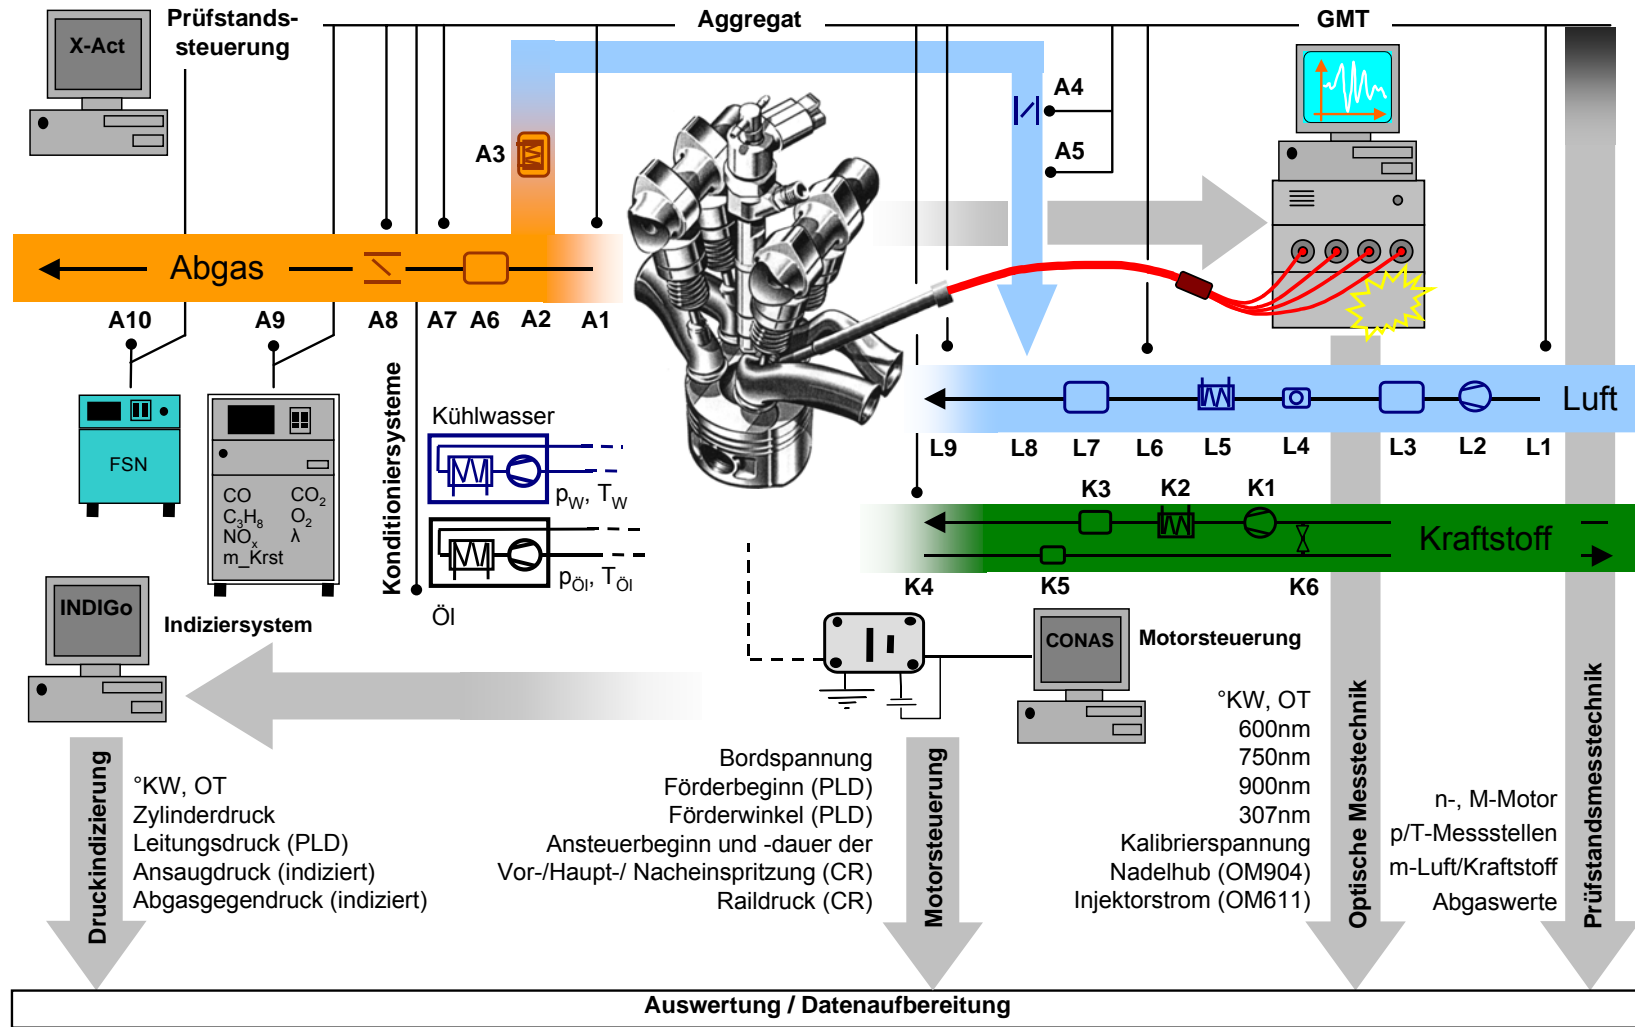 Prüfstands-
steuerung
X-Act
Aggregat
GMT
A4
A5
A3
Abgas
A10
A9
A8
A7
A6
A2
A1
FSN
CO
CO2
C3H8
O2
NOx
λ
m_Krst
Konditioniersysteme
Kühlwasser
pW, TW
pÖl, TÖl
Öl
Luft
L9
L8
L7
L6
L5
L4
L3
L2
L1
K3
K2
K1
Kraftstoff
K4
K5
K6
INDIGo
Indiziersystem
CONAS
Motorsteuerung
Druckindizierung
°KW, OT
Zylinderdruck
Leitungsdruck (PLD)
Ansaugdruck (indiziert)
Abgasgegendruck (indiziert)
Bordspannung
Förderbeginn (PLD)
Förderwinkel (PLD)
Ansteuerbeginn und -dauer der
Vor-/Haupt-/ Nacheinspritzung (CR)
Raildruck (CR)
Motorsteuerung
°KW, OT
600nm
750nm
900nm
307nm
Kalibrierspannung
Nadelhub (OM904)
Injektorstrom (OM611)
Optische Messtechnik
n-, M-Motor
p/T-Messstellen
m-Luft/Kraftstoff
Abgaswerte
Prüfstandsmesstechnik
Auswertung / Datenaufbereitung